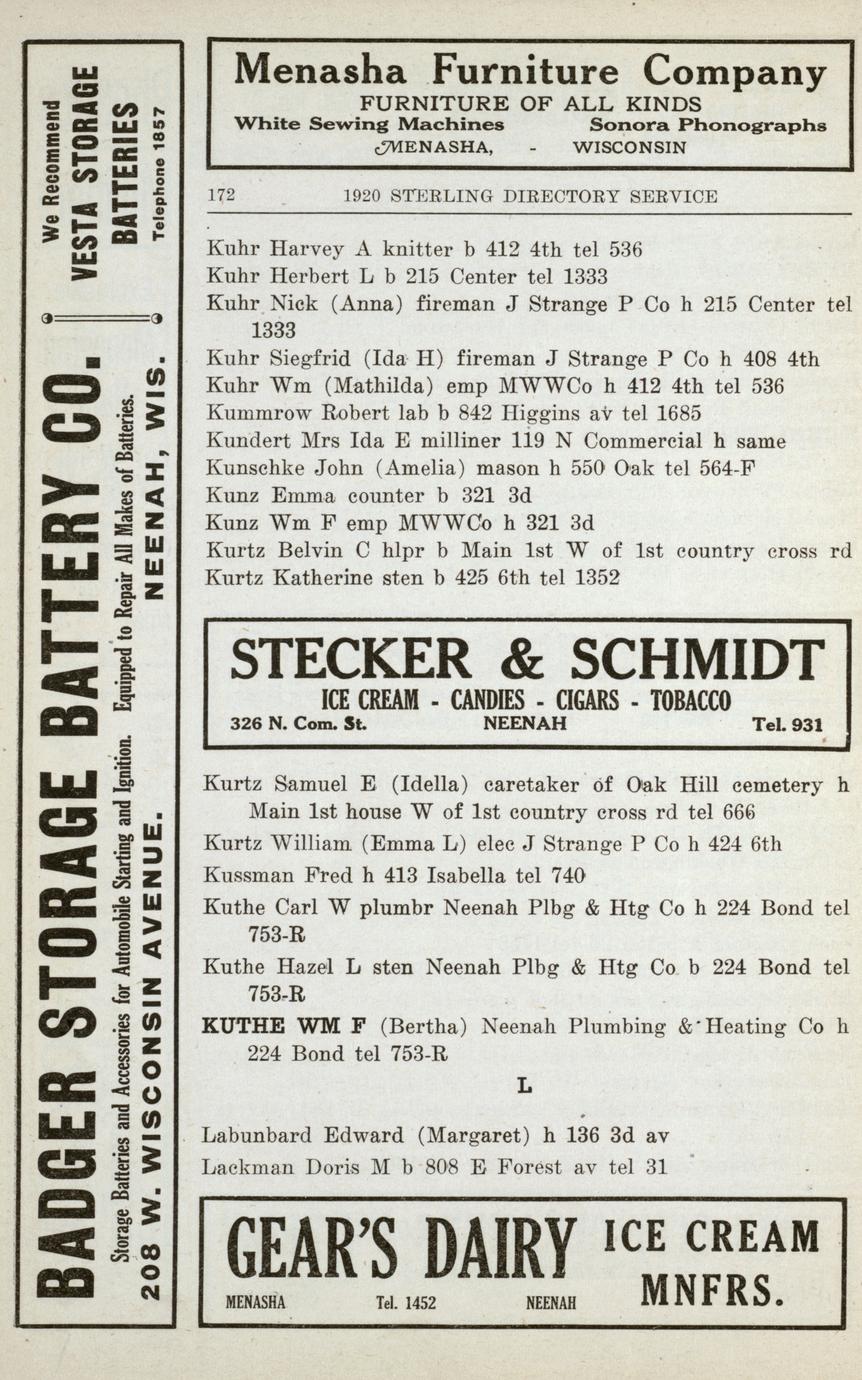 We Recommend
VESTA STORAGE
BATTERIES
Telephone 1857
BADGER STORAGE BATTERY CO.
Storage Batteries and Accessories for Automobile Starting and Ignition. Equipped to Repair All Makes of Batteries.
208 W. WISCONSIN AVENUE. NEENAH, WIS.
Menasha Furniture Company
FURNITURE OF ALL KINDS
White Sewing Machines Sonora Phonographs
MENASHA, - WISCONSIN
172 1920 STERLING DIRECTORY SERVICE
Kuhr Harvey A knitter b 412 4th tel 536
Kuhr Herbert L b 215 Center tel 1333
Kuhr Nick (Anna) fireman J Strange P Co h 215 Center tel
1333
Kuhr Siegfrid (Ida H) fireman J Strange P Co h 408 4th
Kuhr Wm (Mathilda) emp MWWCo h 412 4th tel 536
Kummrow Robert lab b 842 Higgins av tel 1685
Kundert Mrs Ida E milliner 119 N Commercial h same
Kunschke John (Amelia) mason h 550 Oak tel 564-F
Kunz Emma counter b 321 3d
Kunz Wm F emp MWWCo h 321 3d
Kurtz Belvin C hlpr b Main 1st W of 1st country cross rd
Kurtz Katherine sten b 425 6th tel 1352
STECKER & SCHMIDT
ICE CREAM - CANDIES - CIGARS - TOBACCO
326 N. Com. St. NEENAH Tel. 931
Kurtz Samuel E (Idella) caretaker of Oak Hill cemetery h
Main 1st house W of 1st country cross rd tel 666
Kurtz William (Emma L) elec J Strange P Co h 424 6th
Kussman Fred h 413 Isabella tel 740
Kuthe Carl W plumbr Neenah Plbg & Htg Co h 224 Bond tel
753-R
Kuthe Hazel L sten Neenah Plbg & Htg Co b 224 Bond tel
753-R
KUTHE WM F (Bertha) Neenah Plumbing & Heating Co h
224 Bond tel 753-R
L
Labunbard Edward (Margaret) h 136 3d av
Lackman Doris M b 808 E Forest av tel 31
GEAR'S DAIRY ICE CREAM
MNFRS.
MENASHA Tel. 1452 NEENAH